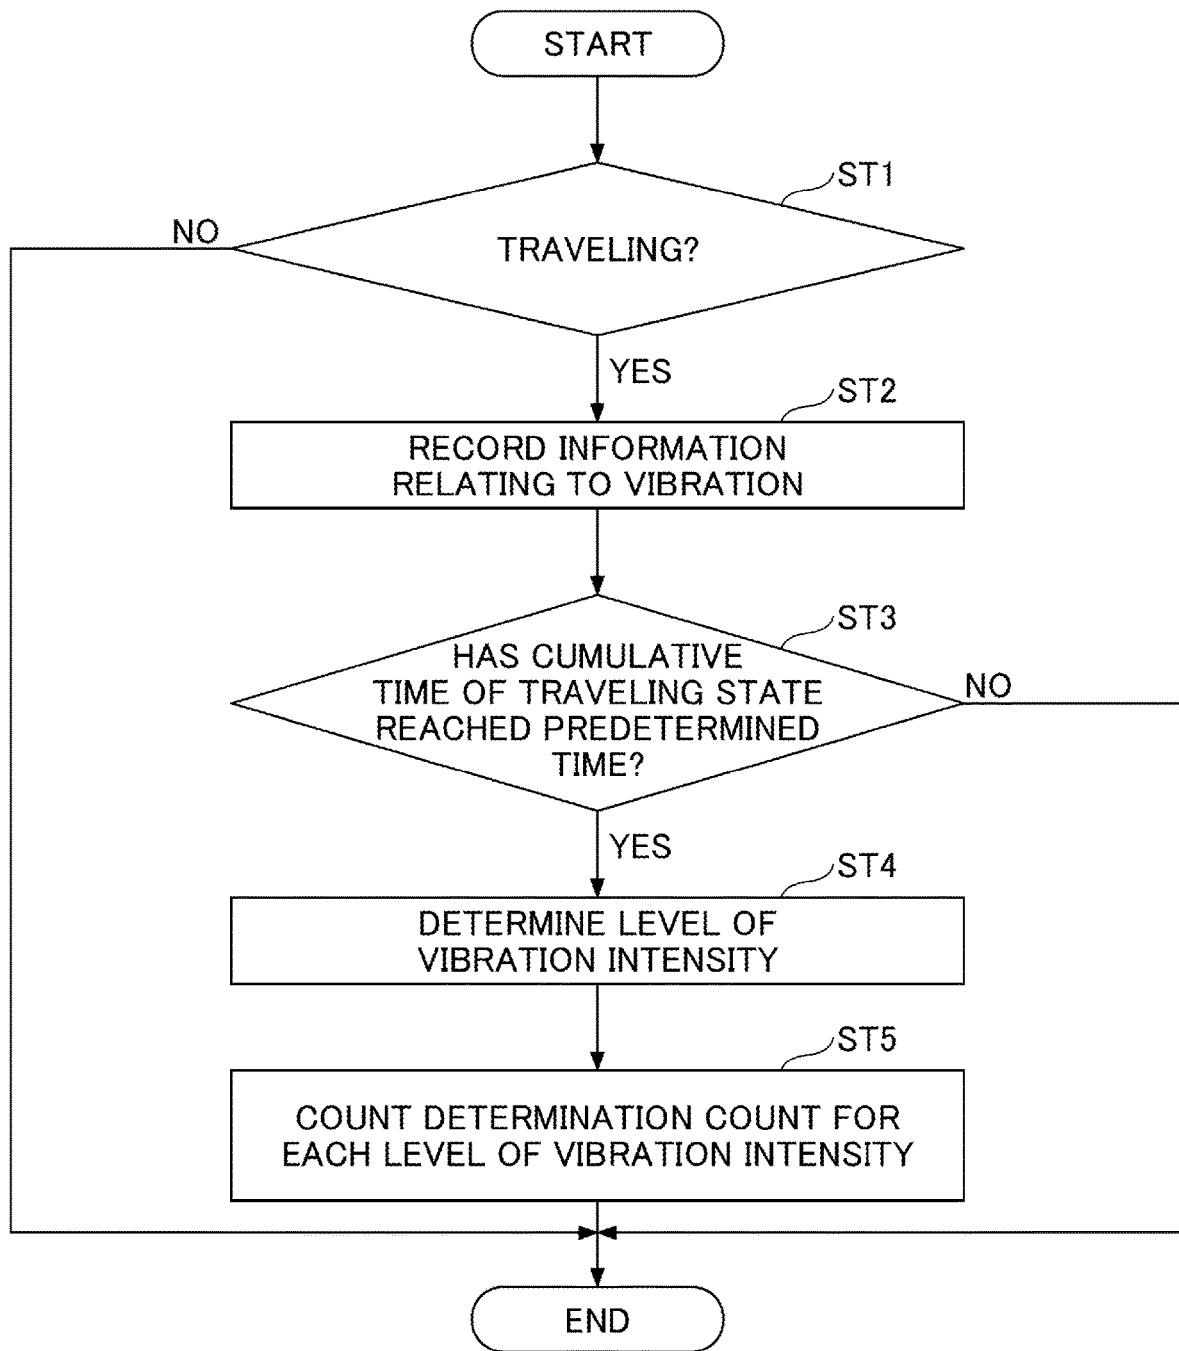 START
ST1
NO
TRAVELING?
YES
ST2
RECORD INFORMATION
RELATING TO VIBRATION
ST3
HAS CUMULATIVE
TIME OF TRAVELING STATE
REACHED PREDETERMINED
TIME?
NO
YES
ST4
DETERMINE LEVEL OF
VIBRATION INTENSITY
ST5
COUNT DETERMINATION COUNT FOR
EACH LEVEL OF VIBRATION INTENSITY
END